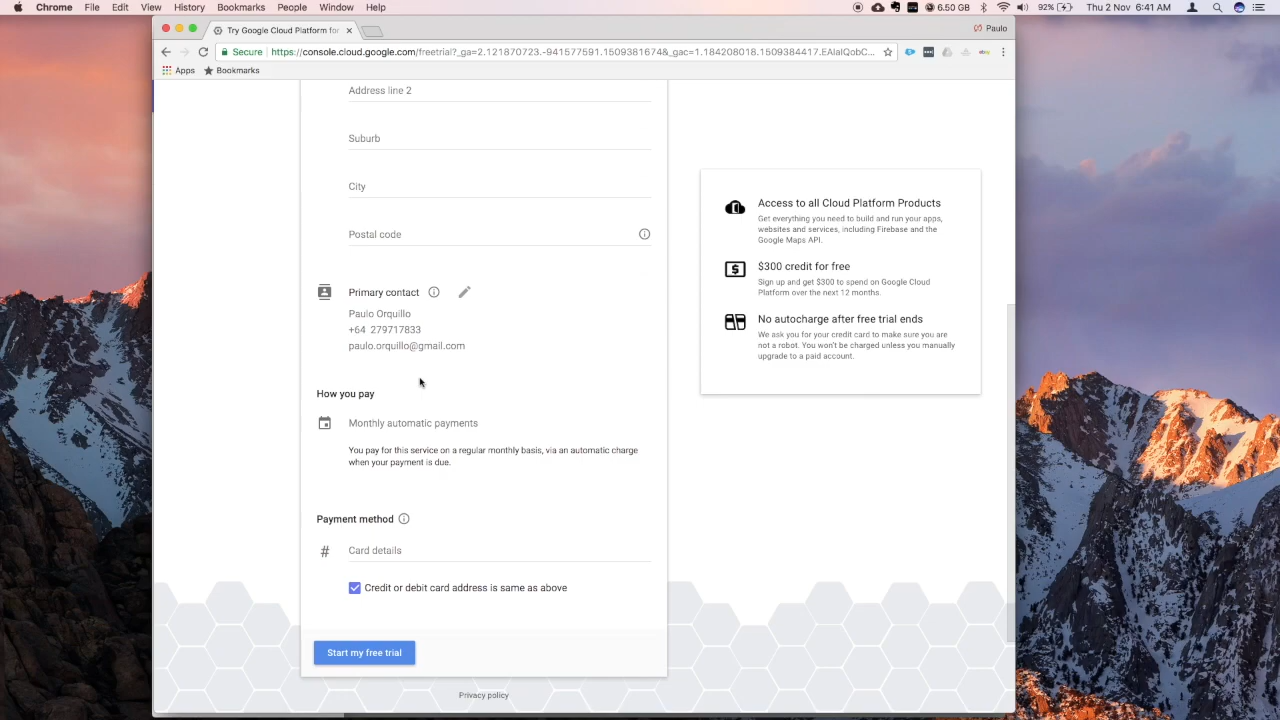 Chrome File Edit View History Bookmarks People Window Help 6.50 GB 92% Thu 2 Nov 6:41 AM
Try Google Cloud Platform for
Paulo
Secure https://console.cloud.google.com/freetrial?_ga=2.121870723.-941577591.1509381674&_gac=1.184208018.1509384417.EAIaIQobC...
Apps Bookmarks
Address line 2
Suburb
City
Postal code
Primary contact
Paulo Orquillo
+64 279717833
paulo.orquillo@gmail.com
How you pay
Monthly automatic payments
You pay for this service on a regular monthly basis, via an automatic charge
when your payment is due.
Payment method
# Card details
Credit or debit card address is same as above
Start my free trial
Privacy policy
Access to all Cloud Platform Products
Get everything you need to build and run your apps,
websites and services, including Firebase and the
Google Maps API.
$300 credit for free
Sign up and get $300 to spend on Google Cloud
Platform over the next 12 months.
No autocharge after free trial ends
We ask you for your credit card to make sure you are
not a robot. You won't be charged unless you manually
upgrade to a paid account.